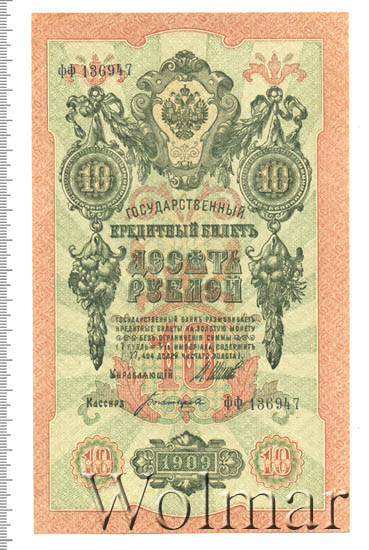 фф 136947
10 10
ГОСУДАРСТВЕННЫЙ
КРЕДИТНЫЙ БИЛЕТЪ
ДЕСЯТЬ
РУБЛЕЙ
ГОСУДАРСТВЕННЫЙ БАНКЪ РАЗМѢНИВАЕТЪ
КРЕДИТНЫЕ БИЛЕТЫ НА ЗОЛОТУЮ МОНЕТУ
БЕЗЪ ОГРАНИЧЕНІЯ СУММЫ
(1 РУБЛЬ = 1/15 ИМПЕРІАЛА, СОДЕРЖИТЪ
17,424 ДОЛЕЙ ЧИСТАГО ЗОЛОТА).
10
Управляющій
Кассиръ
фф 136947
10 1909 10
Wolmar